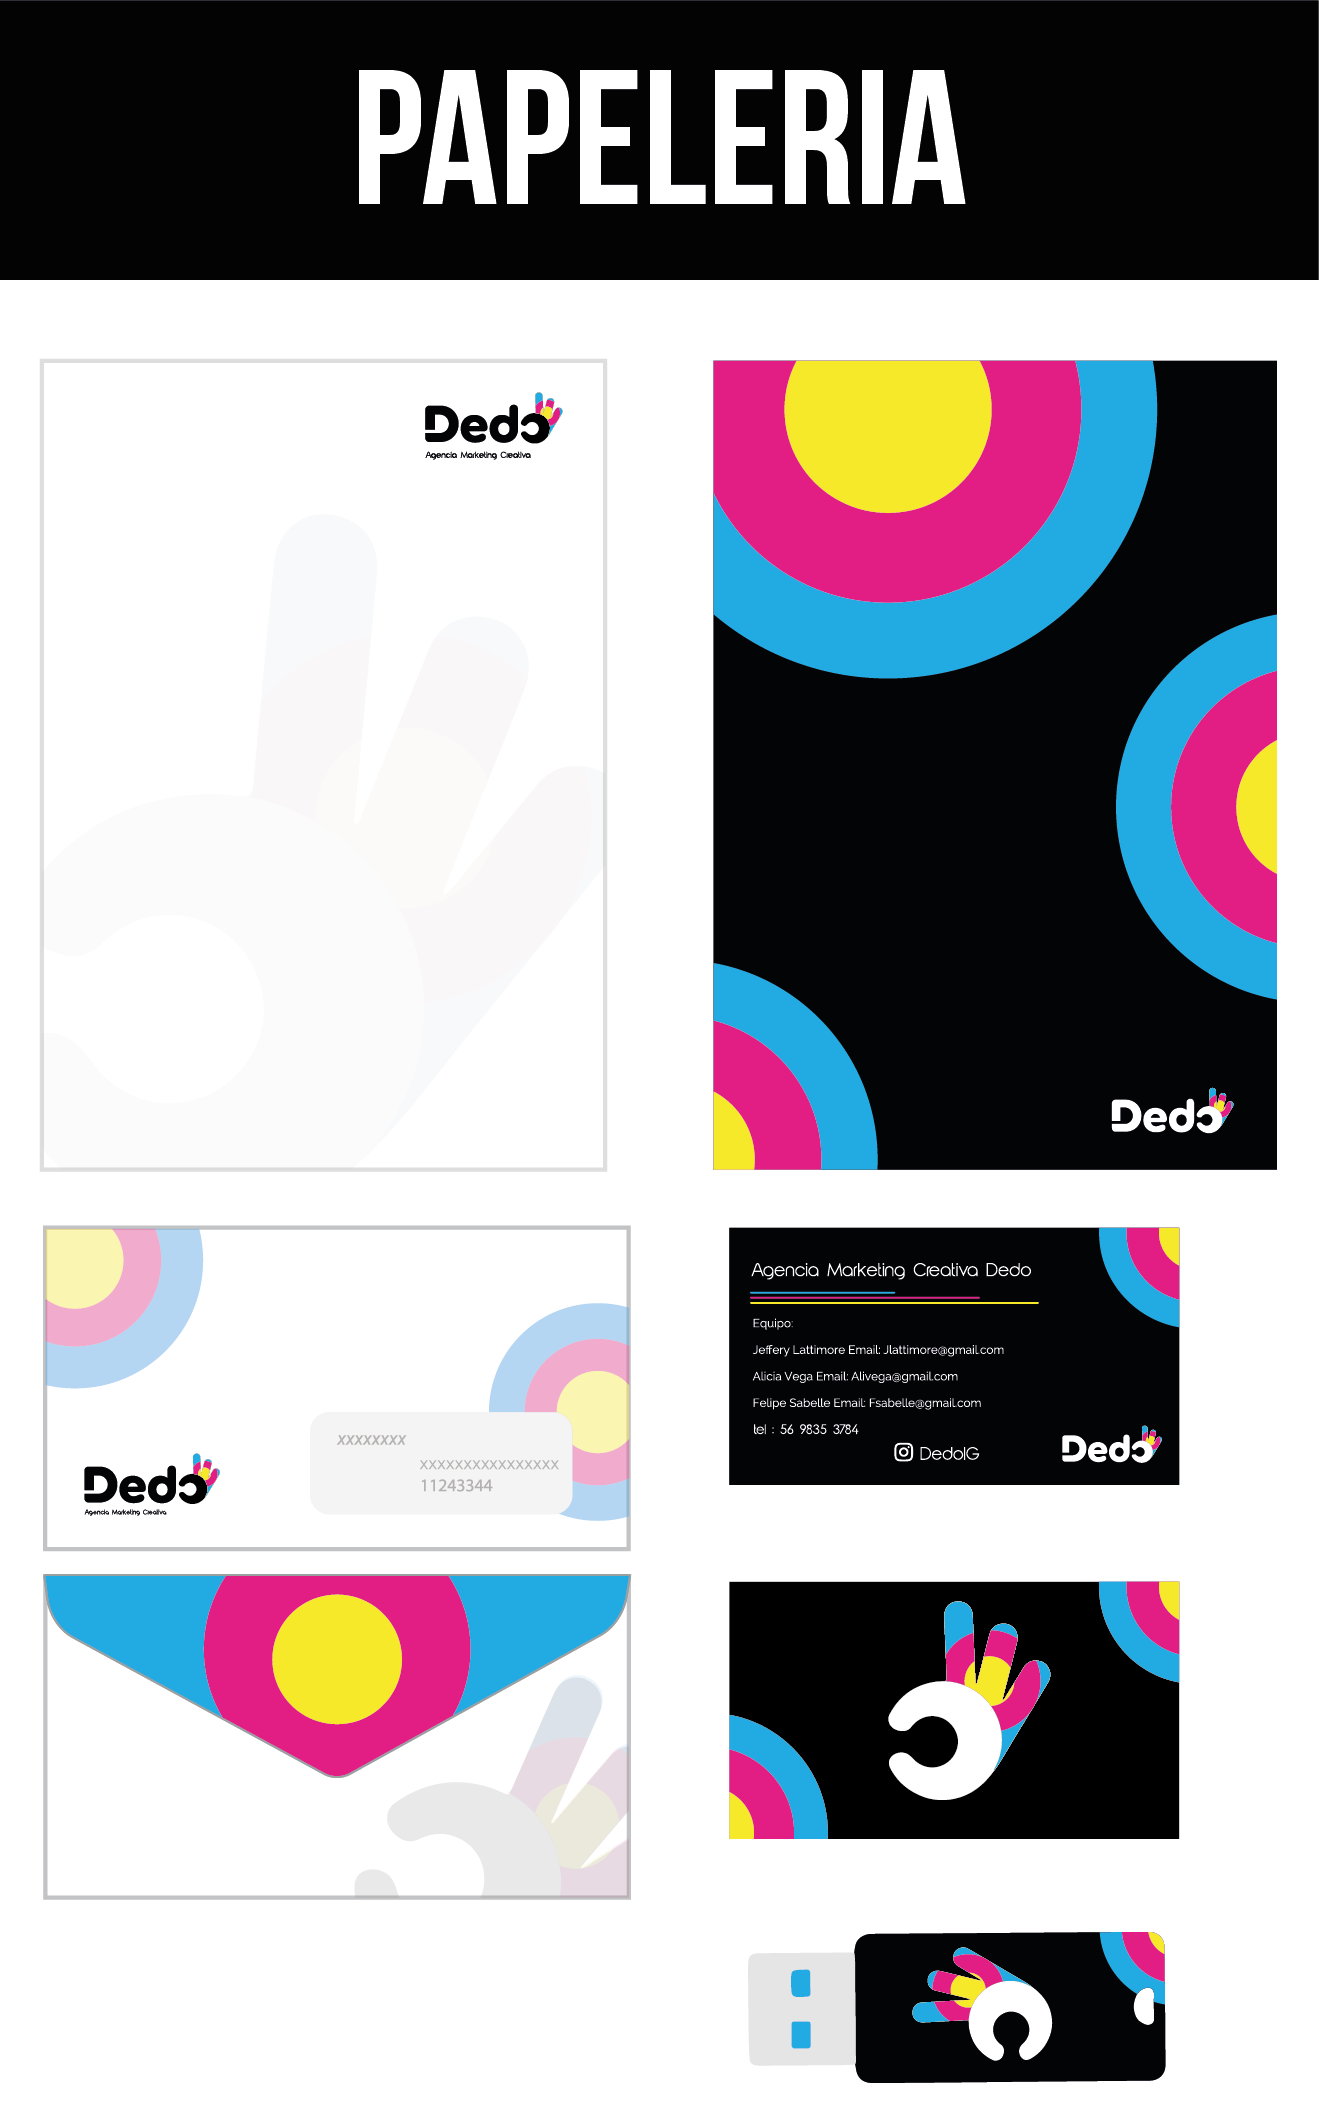 PAPELERIA
Dedo
Agencia Marketing Creativa
Dedo
Dedo
Agencia Marketing Creativa
xxxxxxxx
xxxxxxxxxxxxxxxx
11243344
Agencia Marketing Creativa Dedo
Equipo:
Jeffery Lattimore Email: Jlattimore@gmail.com
Alicia Vega Email: Alivega@gmail.com
Felipe Sabelle Email: Fsabelle@gmail.com
tel : 56 9835 3784
DedoIG
Dedo